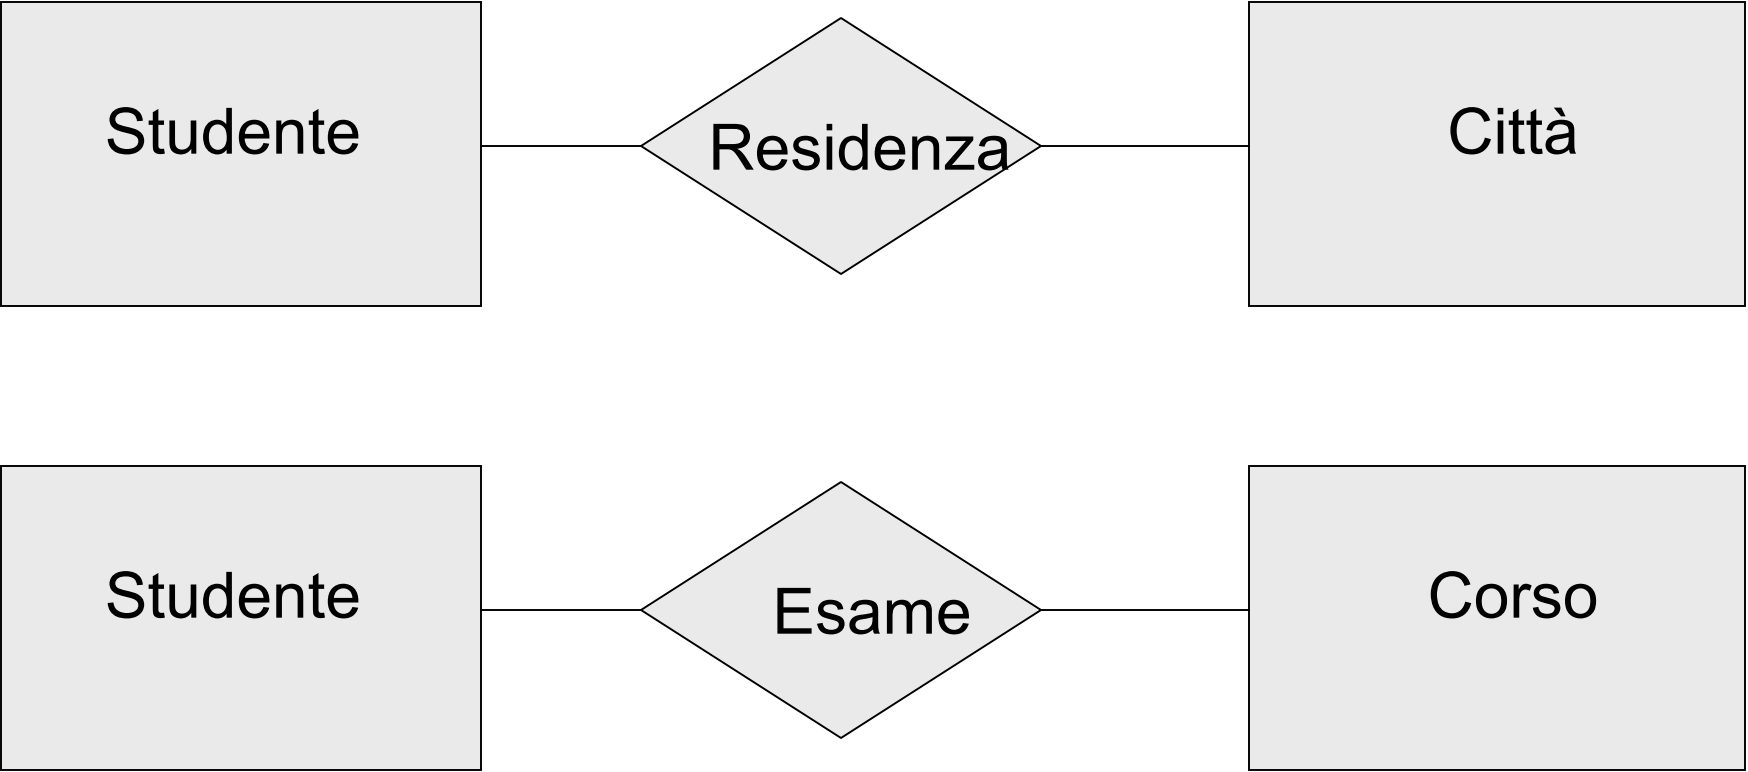 Studente
Residenza
Città
Studente
Esame
Corso